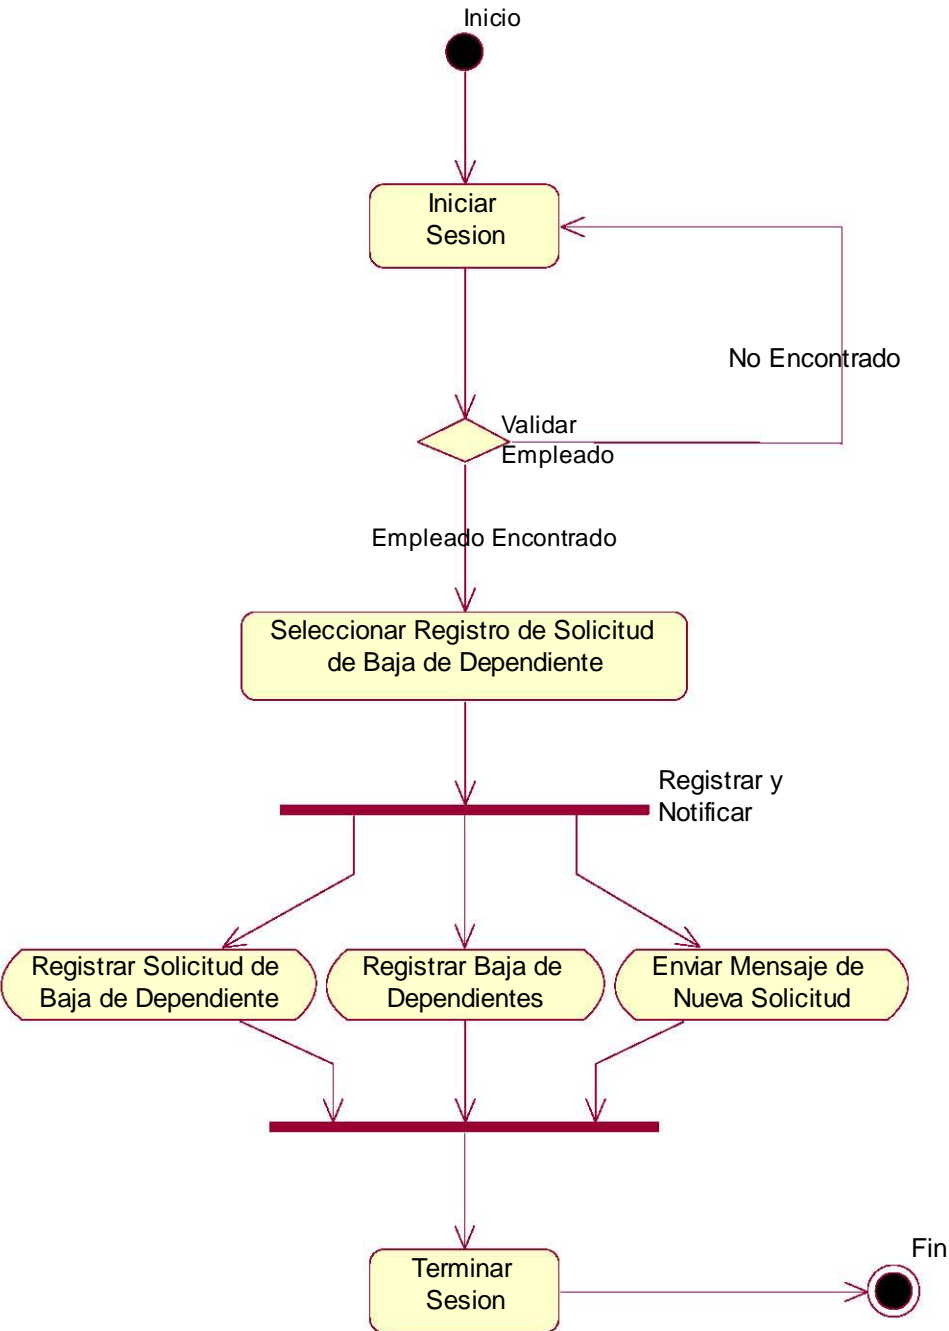 Inicio
Iniciar
Sesion
No Encontrado
Validar
Empleado
Empleado Encontrado
Seleccionar Registro de Solicitud
de Baja de Dependiente
Registrar y
Notificar
Registrar Solicitud de
Baja de Dependiente
Registrar Baja de
Dependientes
Enviar Mensaje de
Nueva Solicitud
Fin
Terminar
Sesion